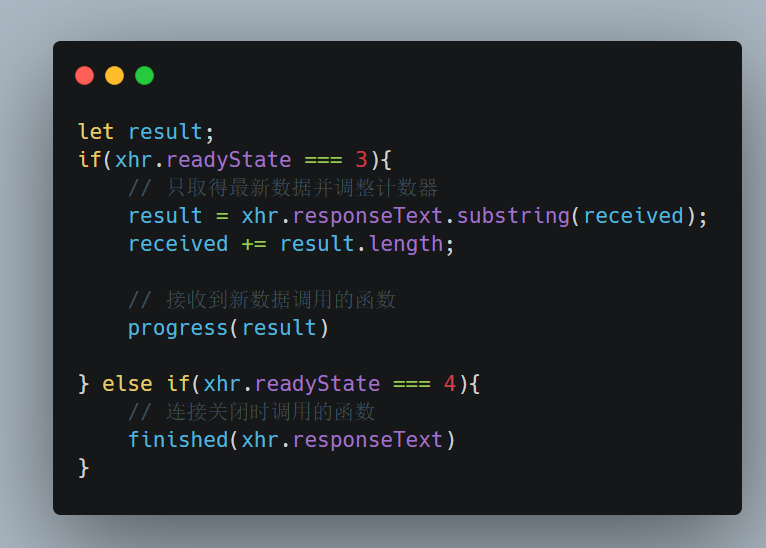 let result;
if(xhr.readyState === 3){
    // 只取得最新数据并调整计数器
    result = xhr.responseText.substring(received);
    received += result.length;

    // 接收到新数据调用的函数
    progress(result)

} else if(xhr.readyState === 4){
    // 连接关闭时调用的函数
    finished(xhr.responseText)
}